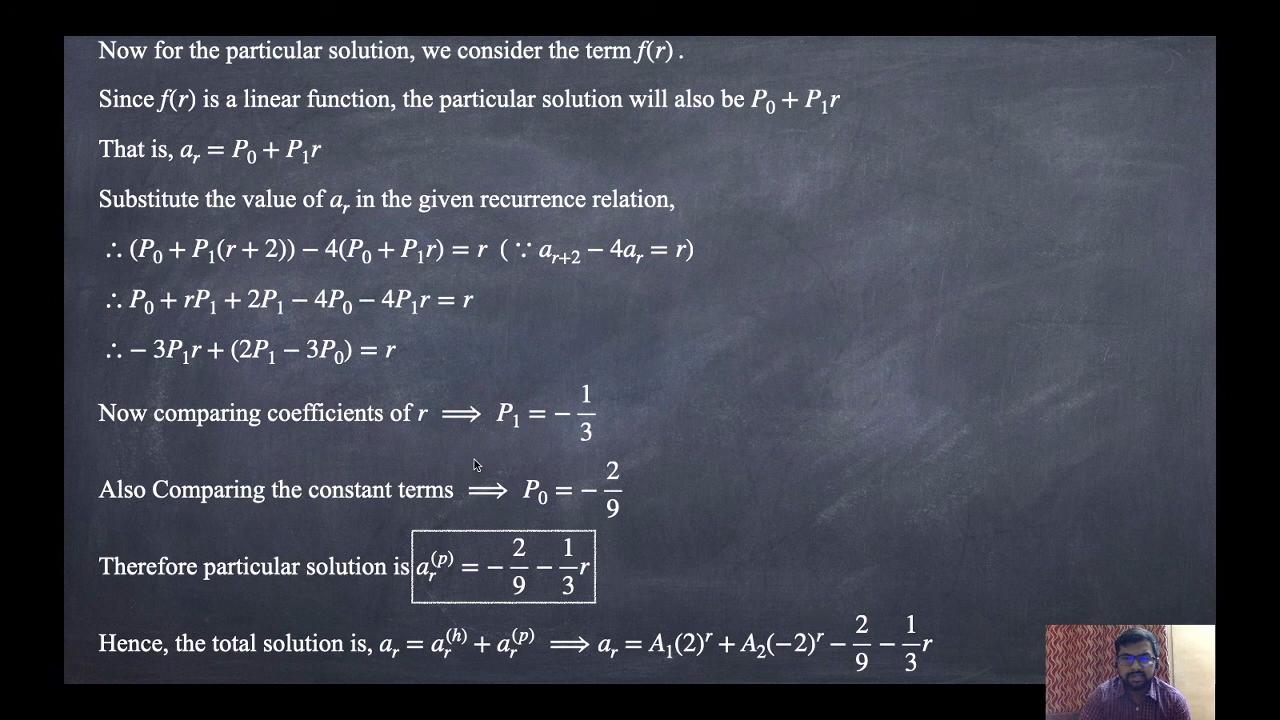 Now for the particular solution, we consider the term f(r) .
Since f(r) is a linear function, the particular solution will also be P₀ + P₁r
That is, aᵣ = P₀ + P₁r
Substitute the value of aᵣ in the given recurrence relation,
∴ (P₀ + P₁(r + 2)) − 4(P₀ + P₁r) = r ( ∵ aᵣ₊₂ − 4aᵣ = r)
∴ P₀ + rP₁ + 2P₁ − 4P₀ − 4P₁r = r
∴ − 3P₁r + (2P₁ − 3P₀) = r
Now comparing coefficients of r ⟹ P₁ = − 1/3
Also Comparing the constant terms ⟹ P₀ = − 2/9
Therefore particular solution is aᵣ⁽ᵖ⁾ = − 2/9 − 1/3 r
Hence, the total solution is, aᵣ = aᵣ⁽ʰ⁾ + aᵣ⁽ᵖ⁾ ⟹ aᵣ = A₁(2)ʳ + A₂(−2)ʳ − 2/9 − 1/3 r